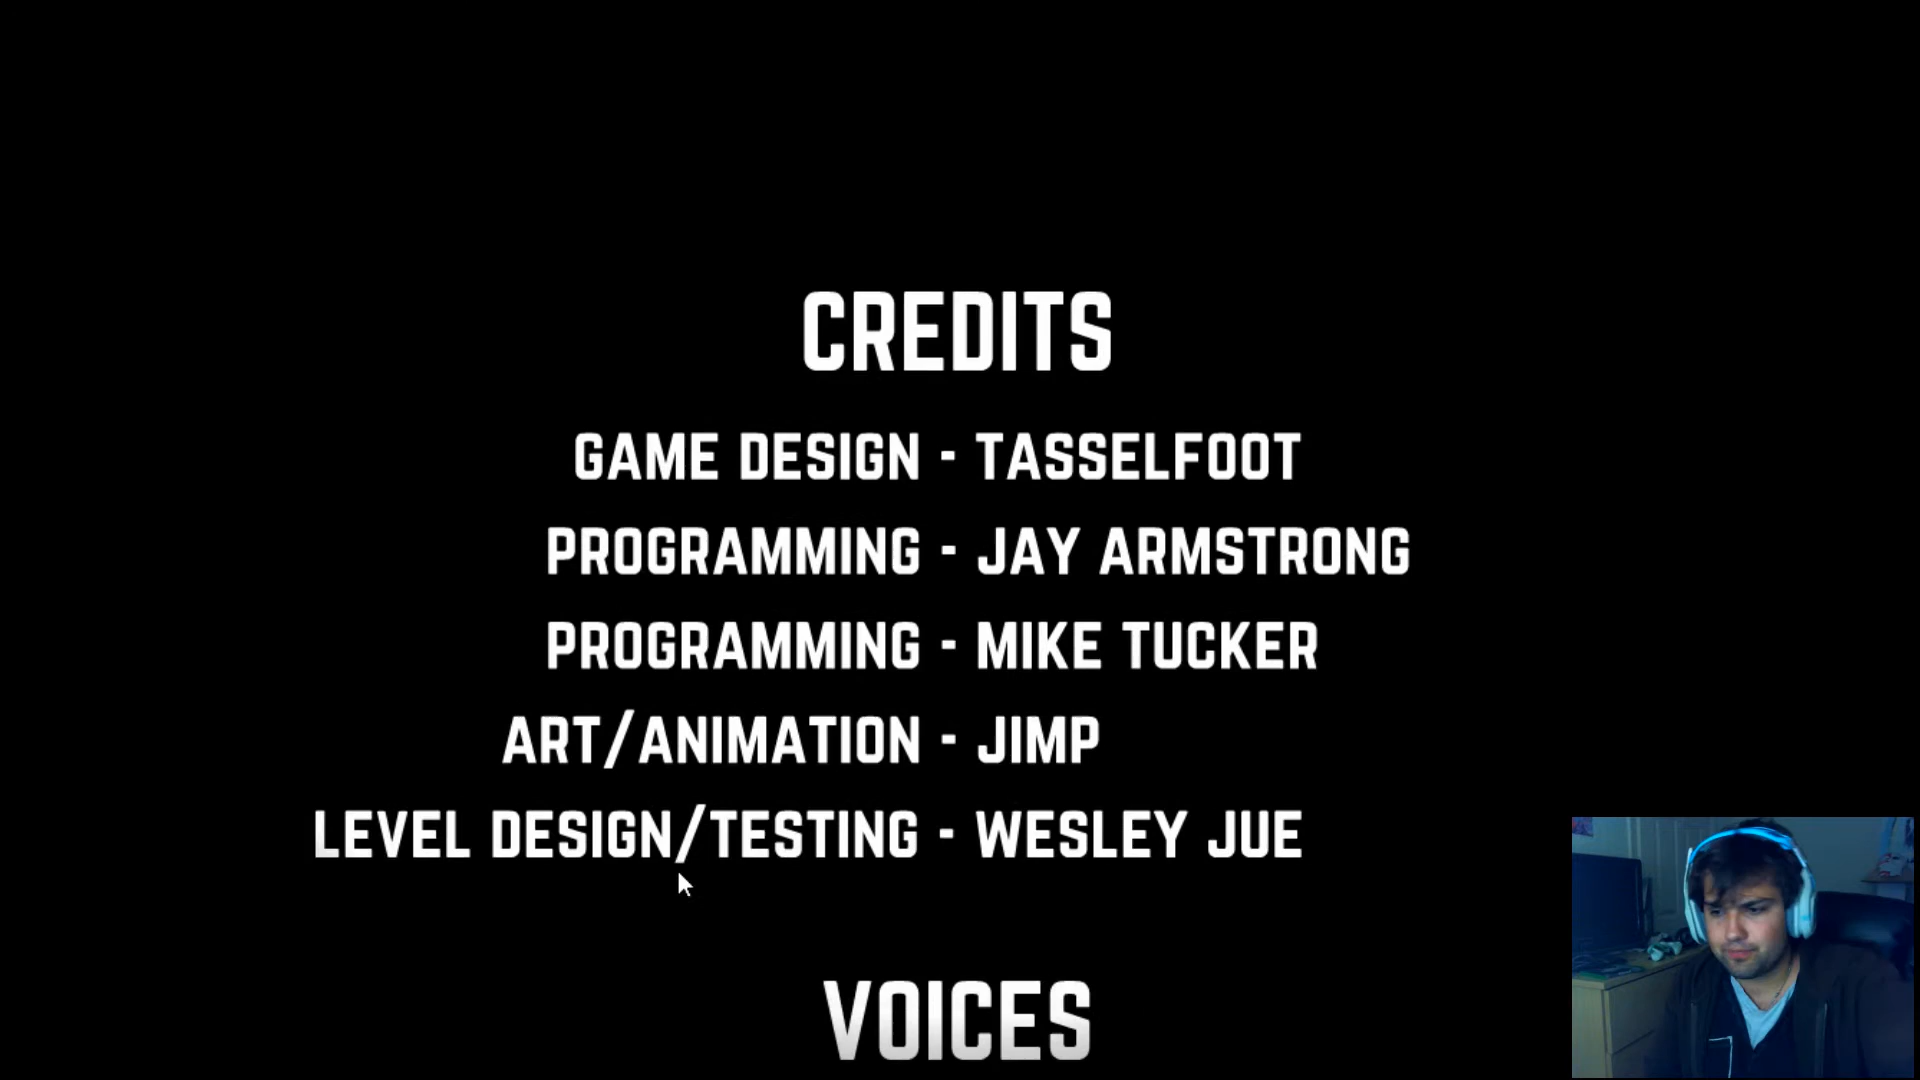 CREDITS
GAME DESIGN - TASSELFOOT
PROGRAMMING - JAY ARMSTRONG
PROGRAMMING - MIKE TUCKER
ART/ANIMATION - JIMP
LEVEL DESIGN/TESTING - WESLEY JUE
VOICES